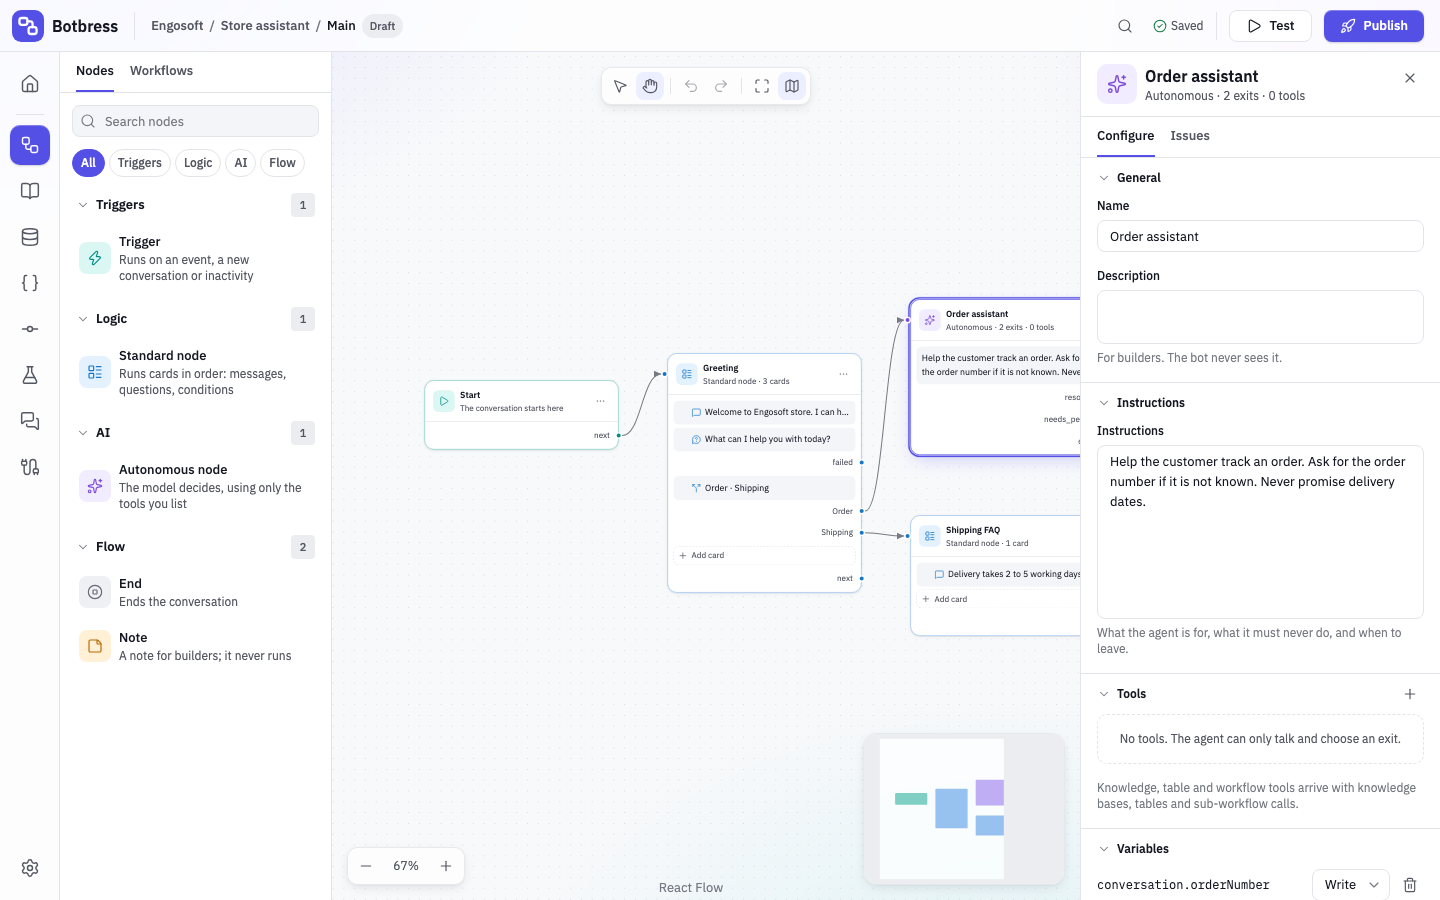 Botbress
Engosoft / Store assistant / Main Draft
Saved
Test
Publish
Nodes
Workflows
Search nodes
All
Triggers
Logic
AI
Flow
Triggers
1
Trigger
Runs on an event, a new
conversation or inactivity
Logic
1
Standard node
Runs cards in order: messages,
questions, conditions
AI
1
Autonomous node
The model decides, using only the
tools you list
Flow
2
End
Ends the conversation
Note
A note for builders; it never runs
Start
The conversation starts here
next
Greeting
Standard node · 3 cards
Welcome to Engosoft store. I can h...
What can I help you with today?
failed
Order · Shipping
Order
Shipping
Add card
next
Order assistant
Autonomous · 2 exits · 0 tools
Help the customer track an order. Ask fo
the order number if it is not known. Neve
reso
needs_pe
Shipping FAQ
Standard node · 1 card
Delivery takes 2 to 5 working days
Add card
67%
React Flow
Order assistant
Autonomous · 2 exits · 0 tools
Configure
Issues
General
Name
Order assistant
Description
For builders. The bot never sees it.
Instructions
Instructions
Help the customer track an order. Ask for the order
number if it is not known. Never promise delivery
dates.
What the agent is for, what it must never do, and when to
leave.
Tools
No tools. The agent can only talk and choose an exit.
Knowledge, table and workflow tools arrive with knowledge
bases, tables and sub-workflow calls.
Variables
conversation.orderNumber
Write